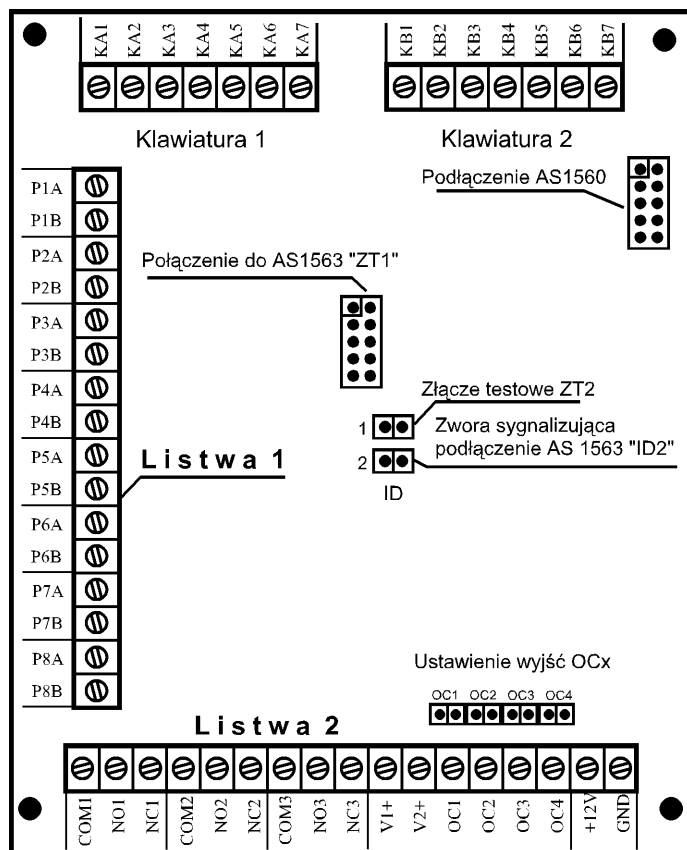 KA1 KA2 KA3 KA4 KA5 KA6 KA7
KB1 KB2 KB3 KB4 KB5 KB6 KB7
Klawiatura 1
Klawiatura 2
Podłączenie AS1560
P1A
P1B
P2A
P2B
P3A
P3B
P4A
P4B
P5A
P5B
P6A
P6B
P7A
P7B
P8A
P8B
Połączenie do AS1563 "ZT1"
Złącze testowe ZT2
1
Zwora sygnalizująca
podłączenie AS 1563 "ID2"
2
ID
Listwa 1
Ustawienie wyjść OCx
OC1 OC2 OC3 OC4
Listwa 2
COM1 NO1 NC1 COM2 NO2 NC2 COM3 NO3 NC3 V1+ V2+ OC1 OC2 OC3 OC4 +12V GND